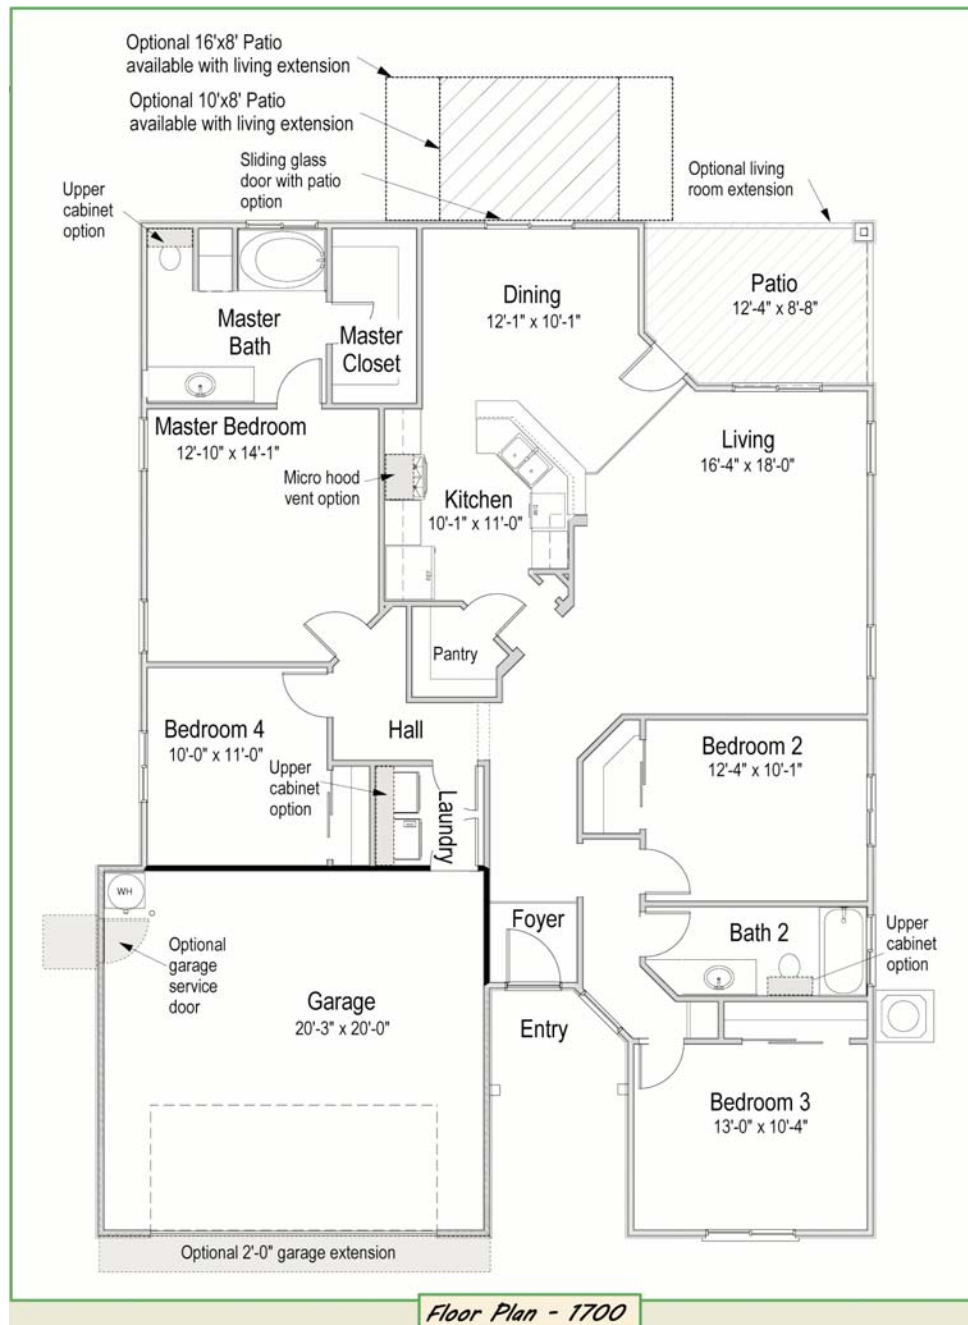 Optional 16'x8' Patio
available with living extension
Optional 10'x8' Patio
available with living extension
Sliding glass
door with patio
option
Optional living
room extension
Upper
cabinet
option
Patio
12'-4" x 8'-8"
Dining
12'-1" x 10'-1"
Master
Bath
Master
Closet
Master Bedroom
12'-10" x 14'-1"
Living
16'-4" x 18'-0"
Micro hood
vent option
Kitchen
10'-1" x 11'-0"
Pantry
Bedroom 4
10'-0" x 11'-0"
Hall
Upper
cabinet
option
Laundry
Bedroom 2
12'-4" x 10'-1"
WH
Foyer
Bath 2
Upper
cabinet
option
Optional
garage
service
door
Garage
20'-3" x 20'-0"
Entry
Bedroom 3
13'-0" x 10'-4"
Optional 2'-0" garage extension
Floor Plan - 1700